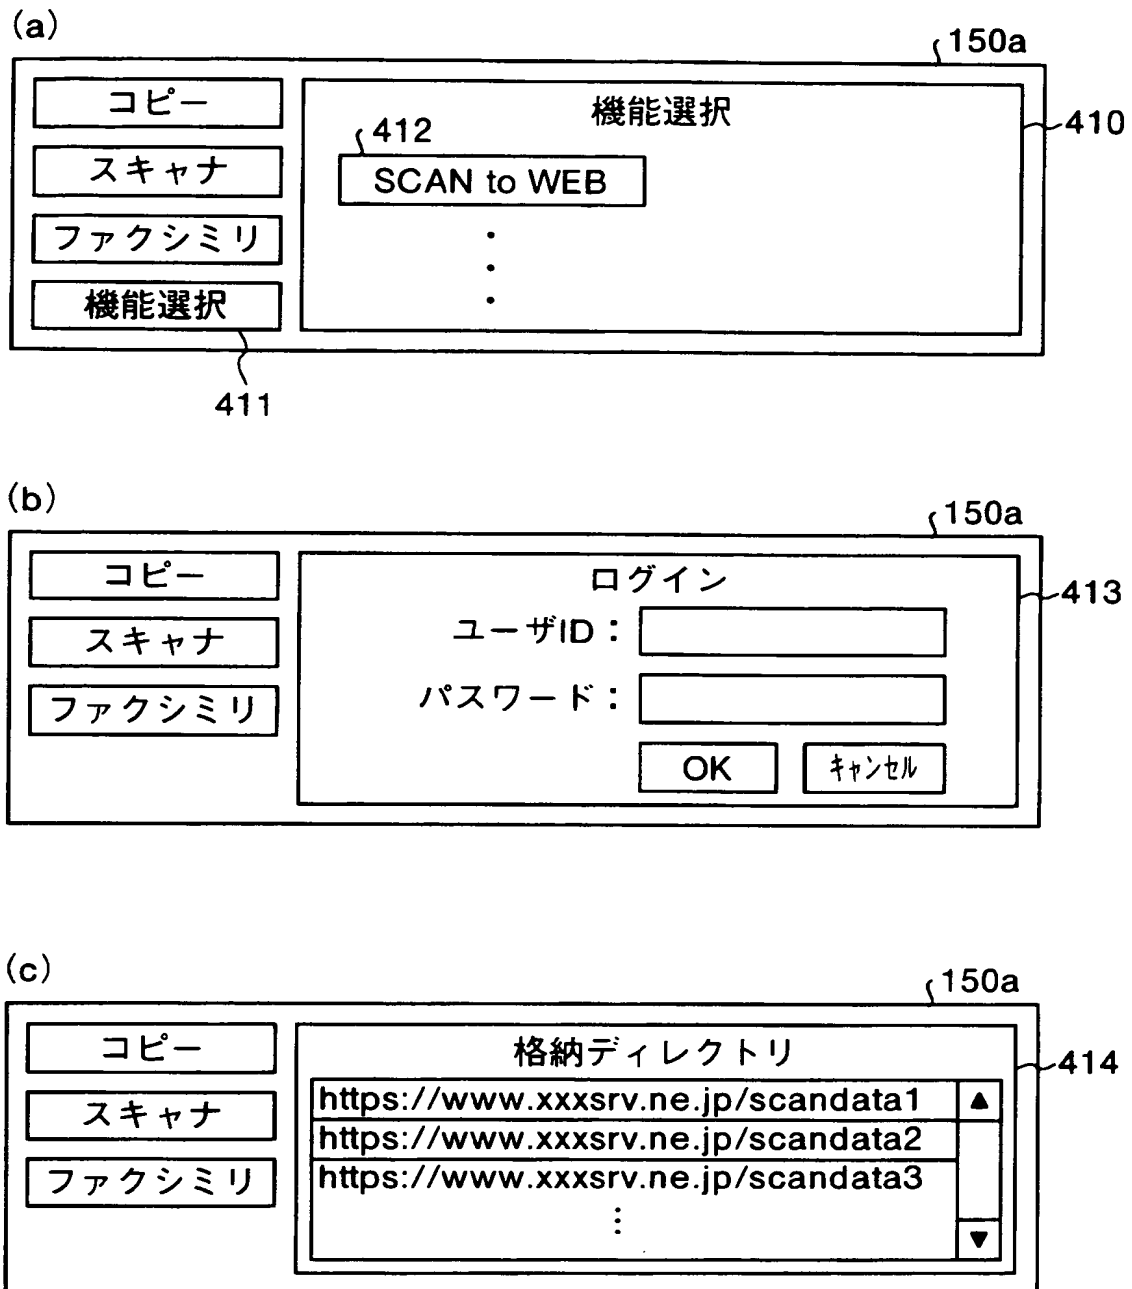 (a)
150a
コピー
スキャナ
ファクシミリ
機能選択
411
機能選択
410
412
SCAN to WEB
(b)
150a
コピー
スキャナ
ファクシミリ
ログイン
413
ユーザID：
パスワード：
OK
キャンセル
(c)
150a
コピー
スキャナ
ファクシミリ
格納ディレクトリ
414
https://www.xxxsrv.ne.jp/scandata1
https://www.xxxsrv.ne.jp/scandata2
https://www.xxxsrv.ne.jp/scandata3